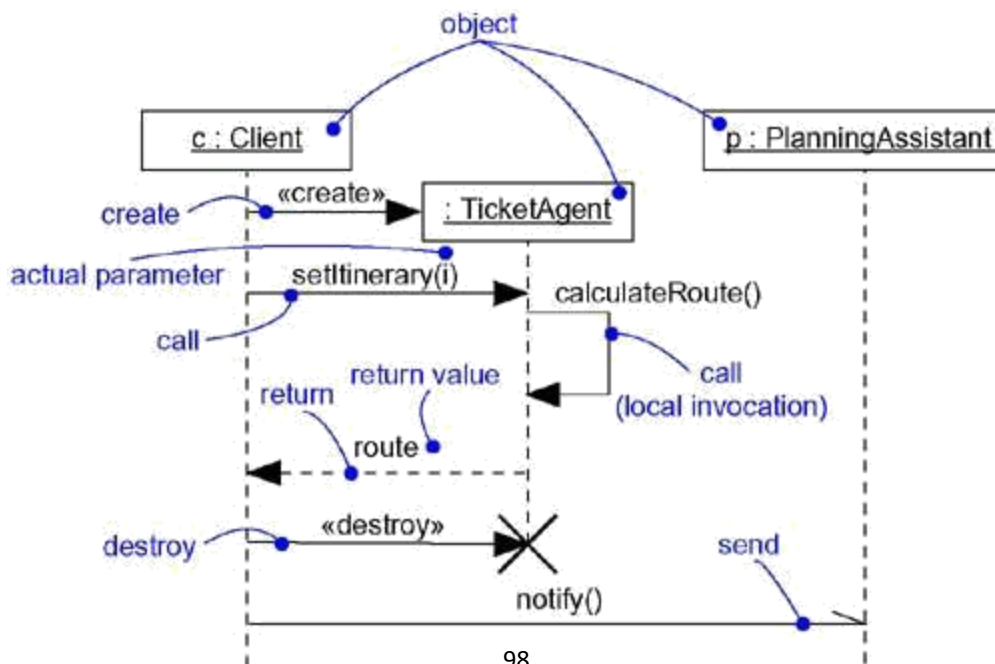 object
c : Client
p : PlanningAssistant
«create»
create
: TicketAgent
actual parameter
setItinerary(i)
calculateRoute()
call
return value
call
(local invocation)
return
route
«destroy»
destroy
send
notify()
98